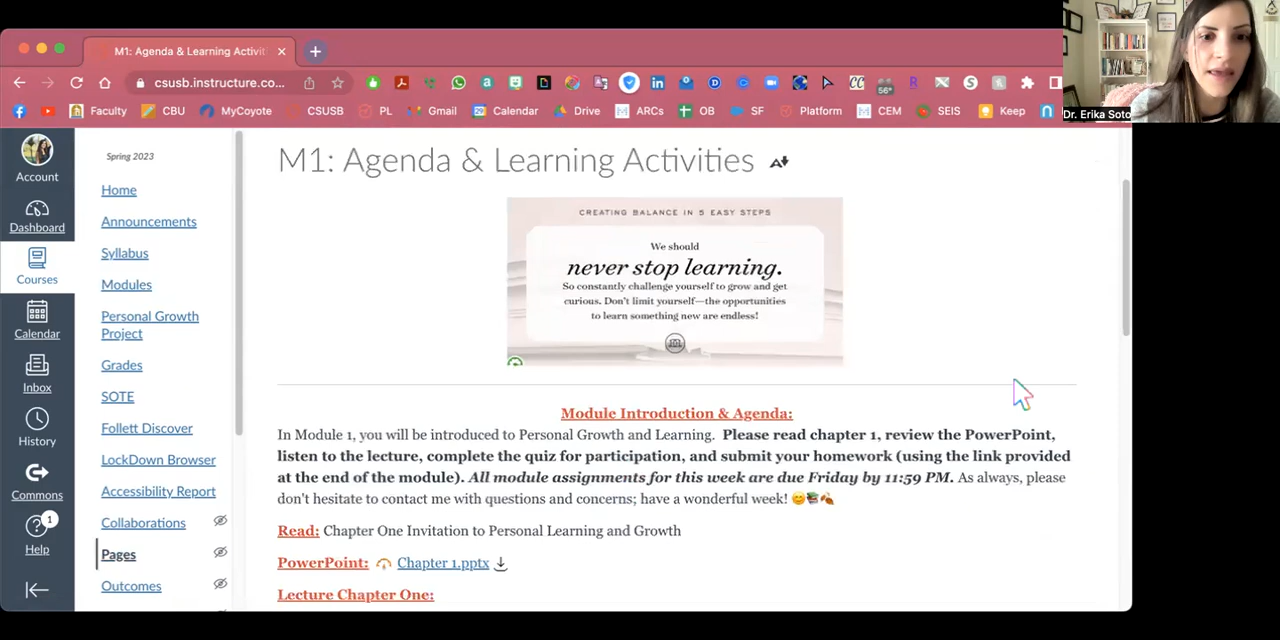 M1: Agenda & Learning Activiti
csusb.instructure.co...
Faculty CBU MyCoyote CSUSB PL Gmail Calendar Drive ARCs OB SF Platform CEM SEIS Keep
56°
Dr. Erika Soto
Account
Dashboard
Courses
Calendar
Inbox
History
Commons
1
Help
Spring 2023
Home
Announcements
Syllabus
Modules
Personal Growth
Project
Grades
SOTE
Follett Discover
LockDown Browser
Accessibility Report
Collaborations
Pages
Outcomes
M1: Agenda & Learning Activities
CREATING BALANCE IN 5 EASY STEPS
We should
never stop learning.
So constantly challenge yourself to grow and get
curious. Don't limit yourself—the opportunities
to learn something new are endless!
Module Introduction & Agenda:
In Module 1, you will be introduced to Personal Growth and Learning. Please read chapter 1, review the PowerPoint,
listen to the lecture, complete the quiz for participation, and submit your homework (using the link provided
at the end of the module). All module assignments for this week are due Friday by 11:59 PM. As always, please
don't hesitate to contact me with questions and concerns; have a wonderful week! 😊📚🍂
Read: Chapter One Invitation to Personal Learning and Growth
PowerPoint: Chapter 1.pptx
Lecture Chapter One: